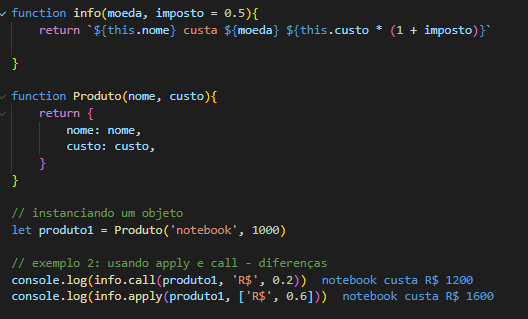 function info(moeda, imposto = 0.5){
    return `${this.nome} custa ${moeda} ${this.custo * (1 + imposto)}`
}
function Produto(nome, custo){
    return {
        nome: nome,
        custo: custo,
    }
}
// instanciando um objeto
let produto1 = Produto('notebook', 1000)
// exemplo 2: usando apply e call - diferenças
console.log(info.call(produto1, 'R$', 0.2))  notebook custa R$ 1200
console.log(info.apply(produto1, ['R$', 0.6]))  notebook custa R$ 1600